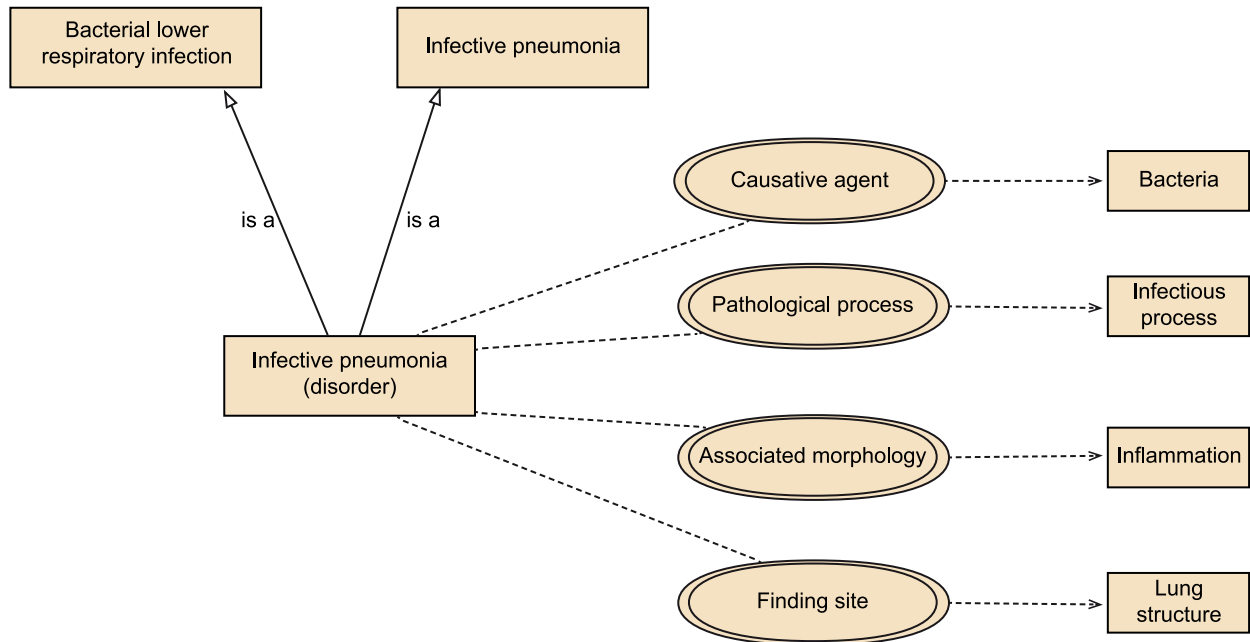 Bacterial lower
respiratory infection
Infective pneumonia
Causative agent
Bacteria
is a
is a
Pathological process
Infectious
process
Infective pneumonia
(disorder)
Associated morphology
Inflammation
Finding site
Lung
structure